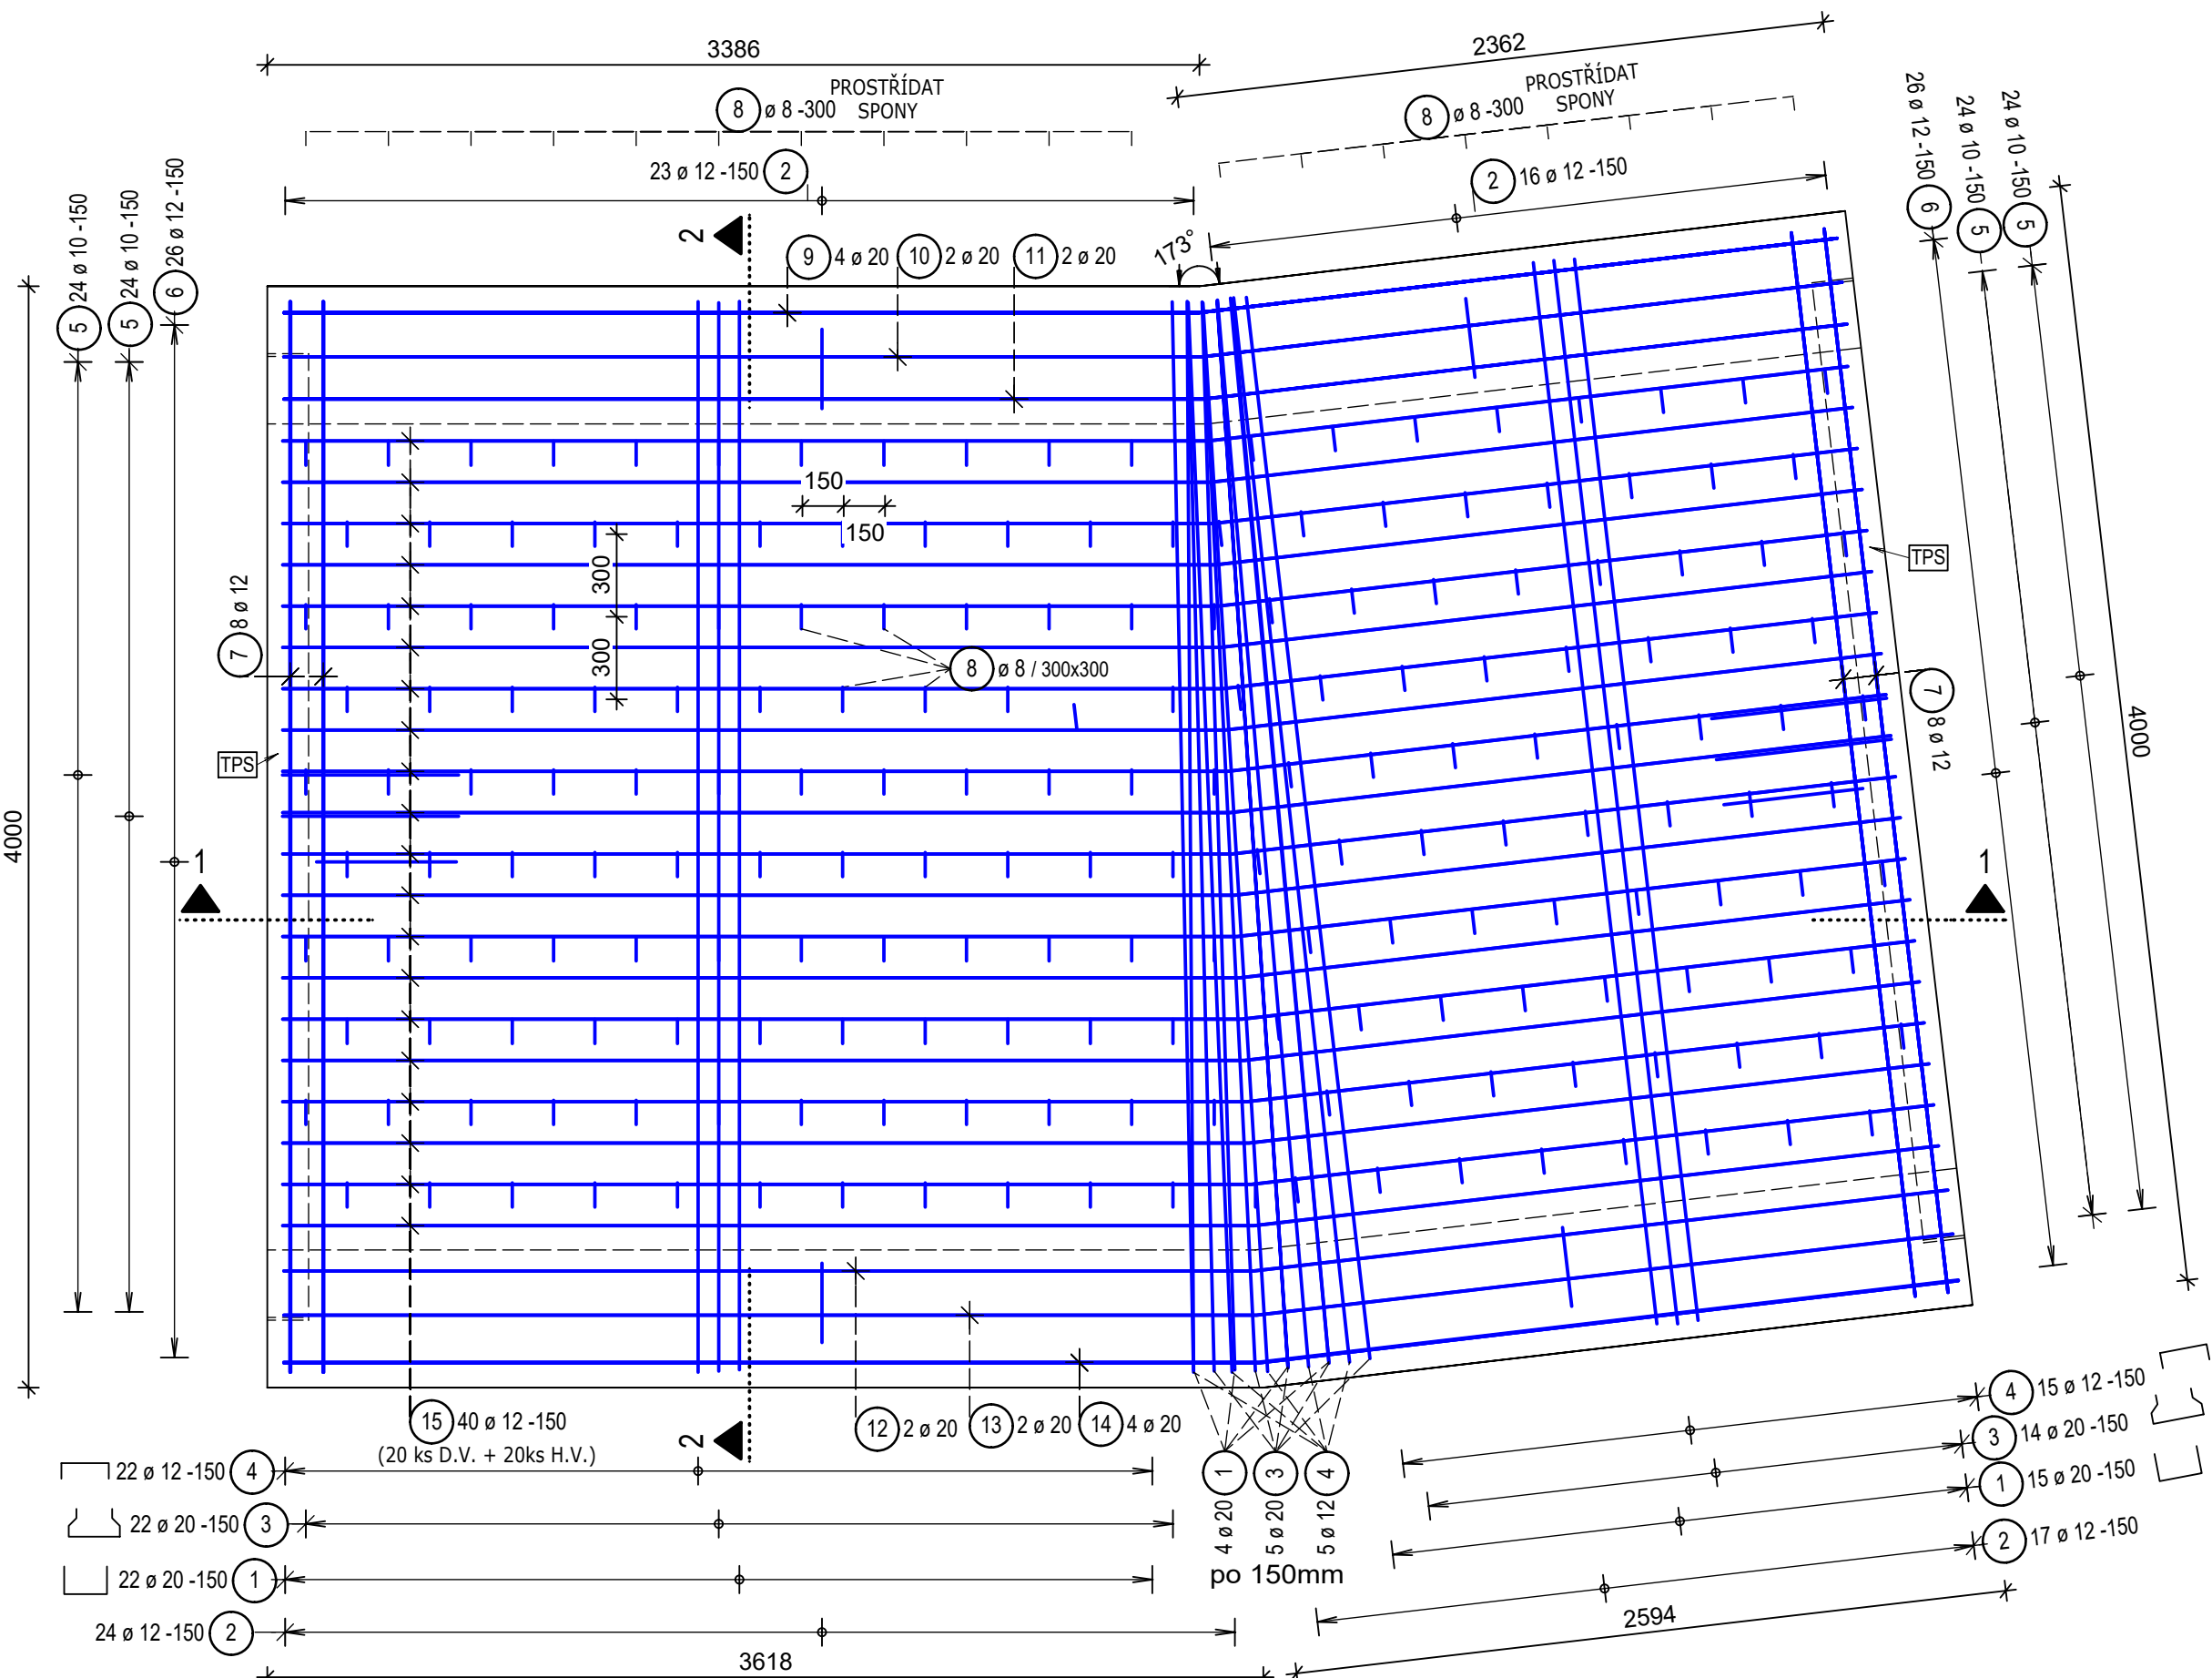 3386
2362
PROSTŘÍDAT
SPONY
8 ø 8 -300
PROSTŘÍDAT
SPONY
8 ø 8 -300
23 ø 12 -150 2
2 16 ø 12 -150
5 24 ø 10 -150
5 24 ø 10 -150
6 26 ø 12 -150
26 ø 12 -150 6
24 ø 10 -150 5
24 ø 10 -150 5
2
9 4 ø 20
10 2 ø 20
11 2 ø 20
173°
150
150
300
300
8 ø 8 / 300x300
7 8 ø 12
7 8 ø 12
TPS
TPS
4000
4000
1
1
15 40 ø 12 -150
(20 ks D.V. + 20ks H.V.)
2
12 2 ø 20
13 2 ø 20
14 4 ø 20
22 ø 12 -150 4
22 ø 20 -150 3
22 ø 20 -150 1
24 ø 12 -150 2
1 4 ø 20
3 5 ø 20
4 5 ø 12
po 150mm
4 15 ø 12 -150
3 14 ø 20 -150
1 15 ø 20 -150
2 17 ø 12 -150
2594
3618